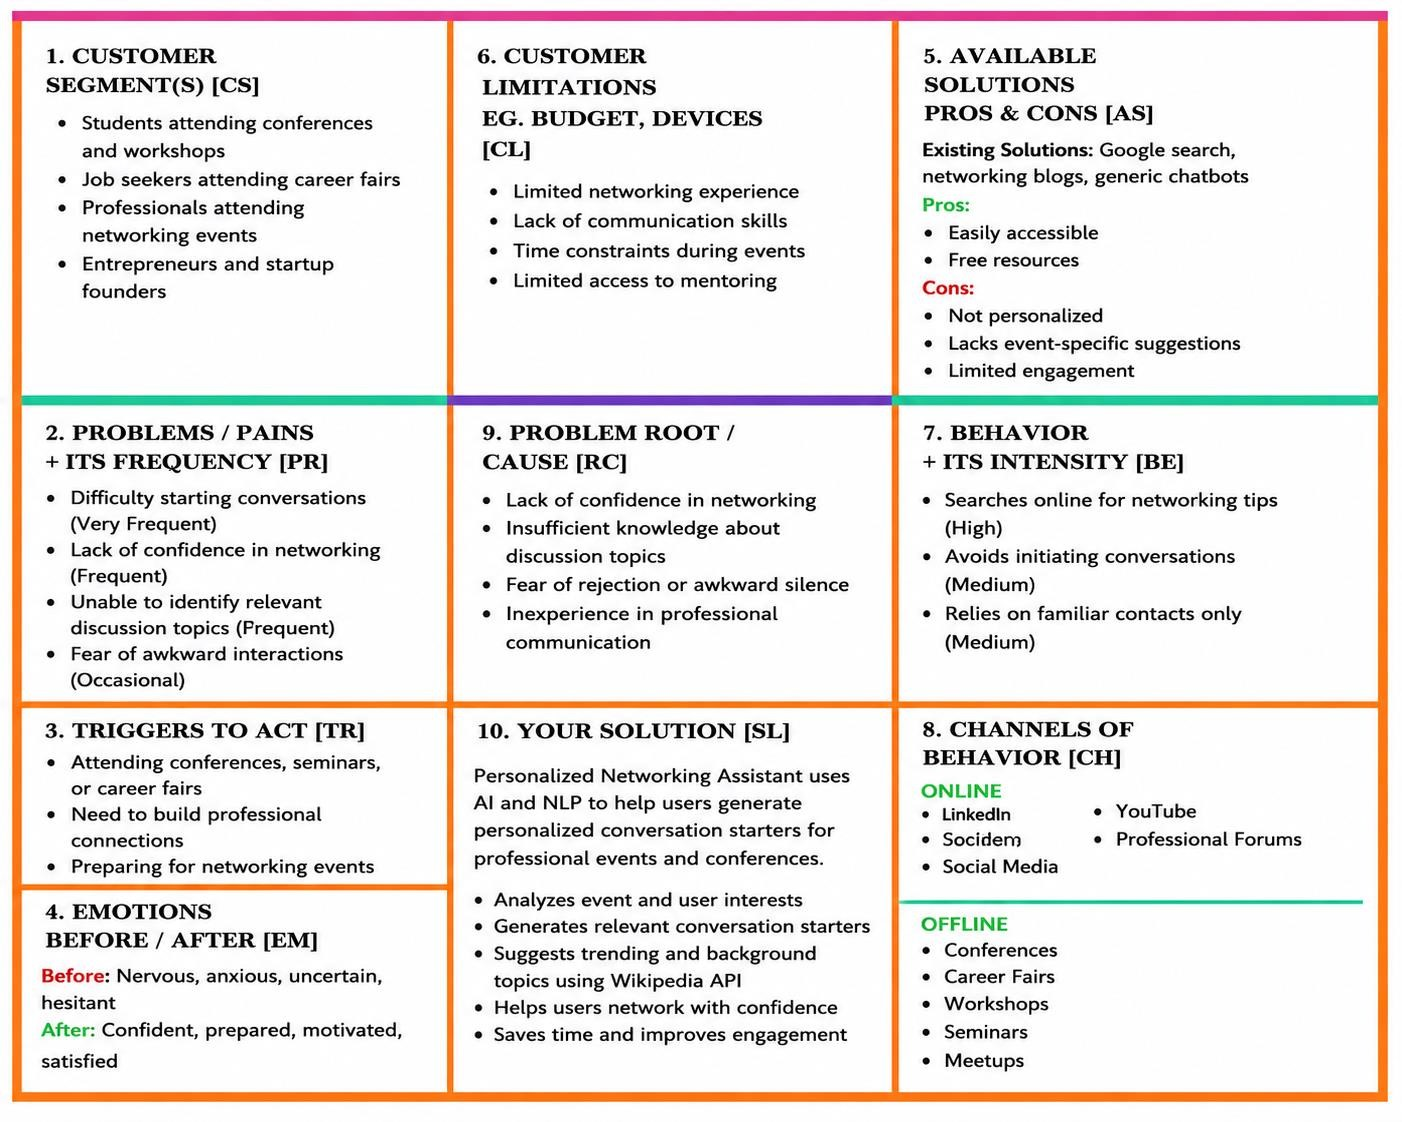 1. CUSTOMER
SEGMENT(S) [CS]
• Students attending conferences
and workshops
• Job seekers attending career fairs
• Professionals attending
networking events
• Entrepreneurs and startup
founders
6. CUSTOMER
LIMITATIONS
EG. BUDGET, DEVICES
[CL]
• Limited networking experience
• Lack of communication skills
• Time constraints during events
• Limited access to mentoring
5. AVAILABLE
SOLUTIONS
PROS & CONS [AS]
Existing Solutions: Google search,
networking blogs, generic chatbots
Pros:
• Easily accessible
• Free resources
Cons:
• Not personalized
• Lacks event-specific suggestions
• Limited engagement
2. PROBLEMS / PAINS
+ ITS FREQUENCY [PR]
• Difficulty starting conversations
(Very Frequent)
• Lack of confidence in networking
(Frequent)
• Unable to identify relevant
discussion topics (Frequent)
• Fear of awkward interactions
(Occasional)
9. PROBLEM ROOT /
CAUSE [RC]
• Lack of confidence in networking
• Insufficient knowledge about
discussion topics
• Fear of rejection or awkward silence
• Inexperience in professional
communication
7. BEHAVIOR
+ ITS INTENSITY [BE]
• Searches online for networking tips
(High)
• Avoids initiating conversations
(Medium)
• Relies on familiar contacts only
(Medium)
3. TRIGGERS TO ACT [TR]
• Attending conferences, seminars,
or career fairs
• Need to build professional
connections
• Preparing for networking events
4. EMOTIONS
BEFORE / AFTER [EM]
Before: Nervous, anxious, uncertain,
hesitant
After: Confident, prepared, motivated,
satisfied
10. YOUR SOLUTION [SL]
Personalized Networking Assistant uses
AI and NLP to help users generate
personalized conversation starters for
professional events and conferences.
• Analyzes event and user interests
• Generates relevant conversation starters
• Suggests trending and background
topics using Wikipedia API
• Helps users network with confidence
• Saves time and improves engagement
8. CHANNELS OF
BEHAVIOR [CH]
ONLINE
• LinkedIn
•
• Social Media
• YouTube
• Professional Forums
OFFLINE
• Conferences
• Career Fairs
• Workshops
• Seminars
• Meetups